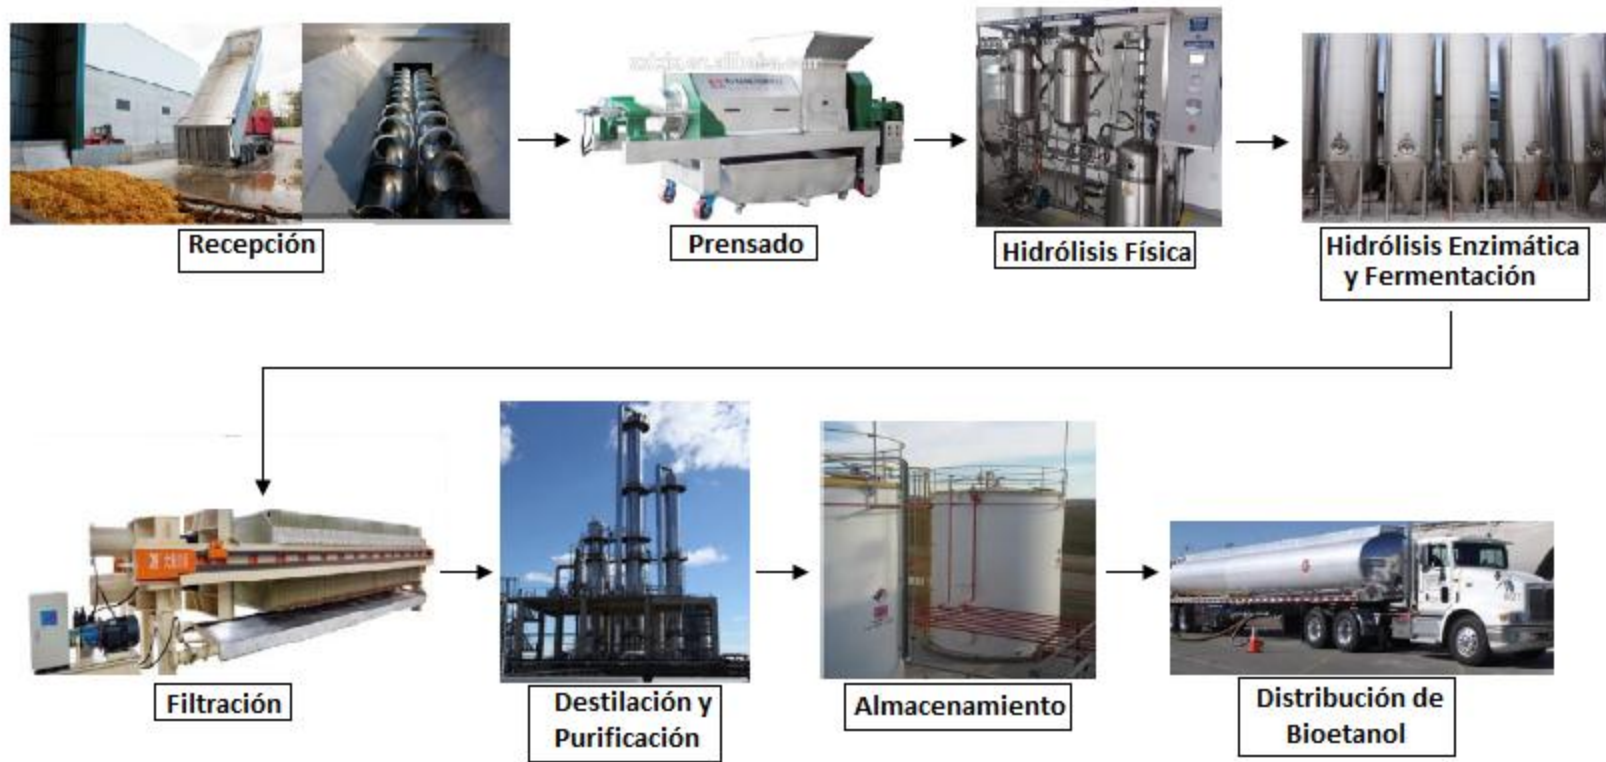 Recepción
Prensado
Hidrólisis Física
Hidrólisis Enzimática
y Fermentación
Filtración
Destilación y
Purificación
Almacenamiento
Distribución de
Bioetanol